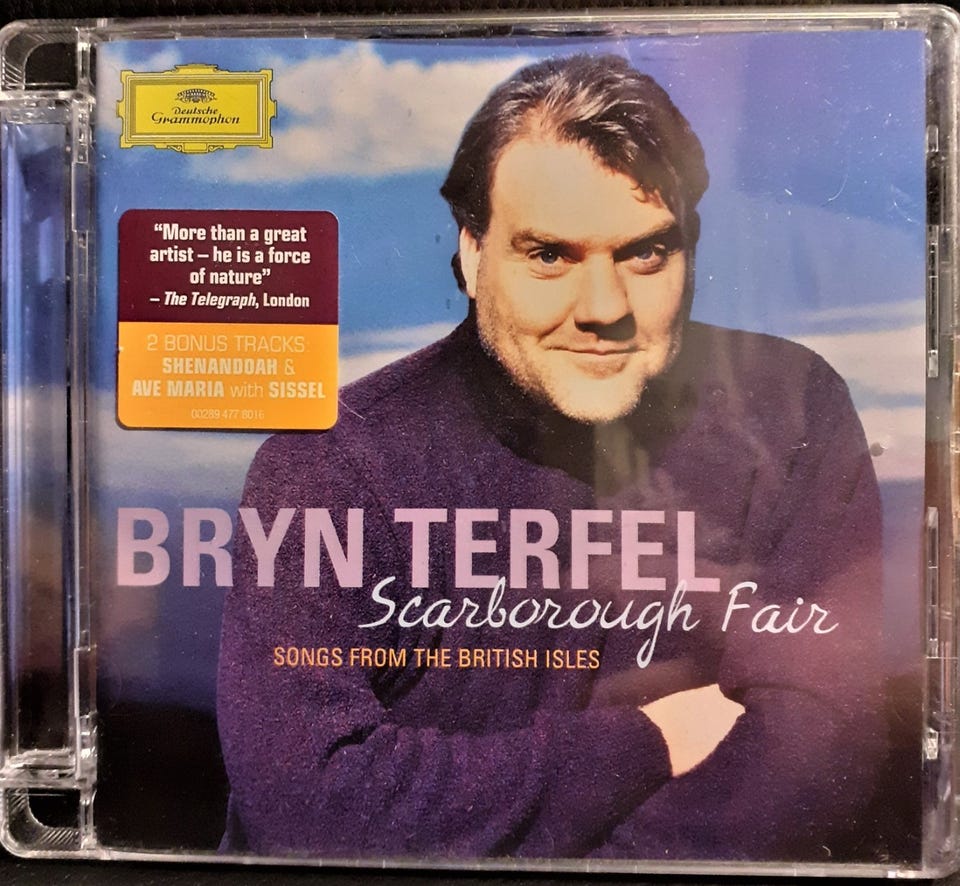 Deutsche
Grammophon
“More than a great
artist – he is a force
of nature”
– The Telegraph, London
2 BONUS TRACKS:
SHENANDOAH &
AVE MARIA with SISSEL
00289 477 8016
BRYN TERFEL
Scarborough Fair
SONGS FROM THE BRITISH ISLES